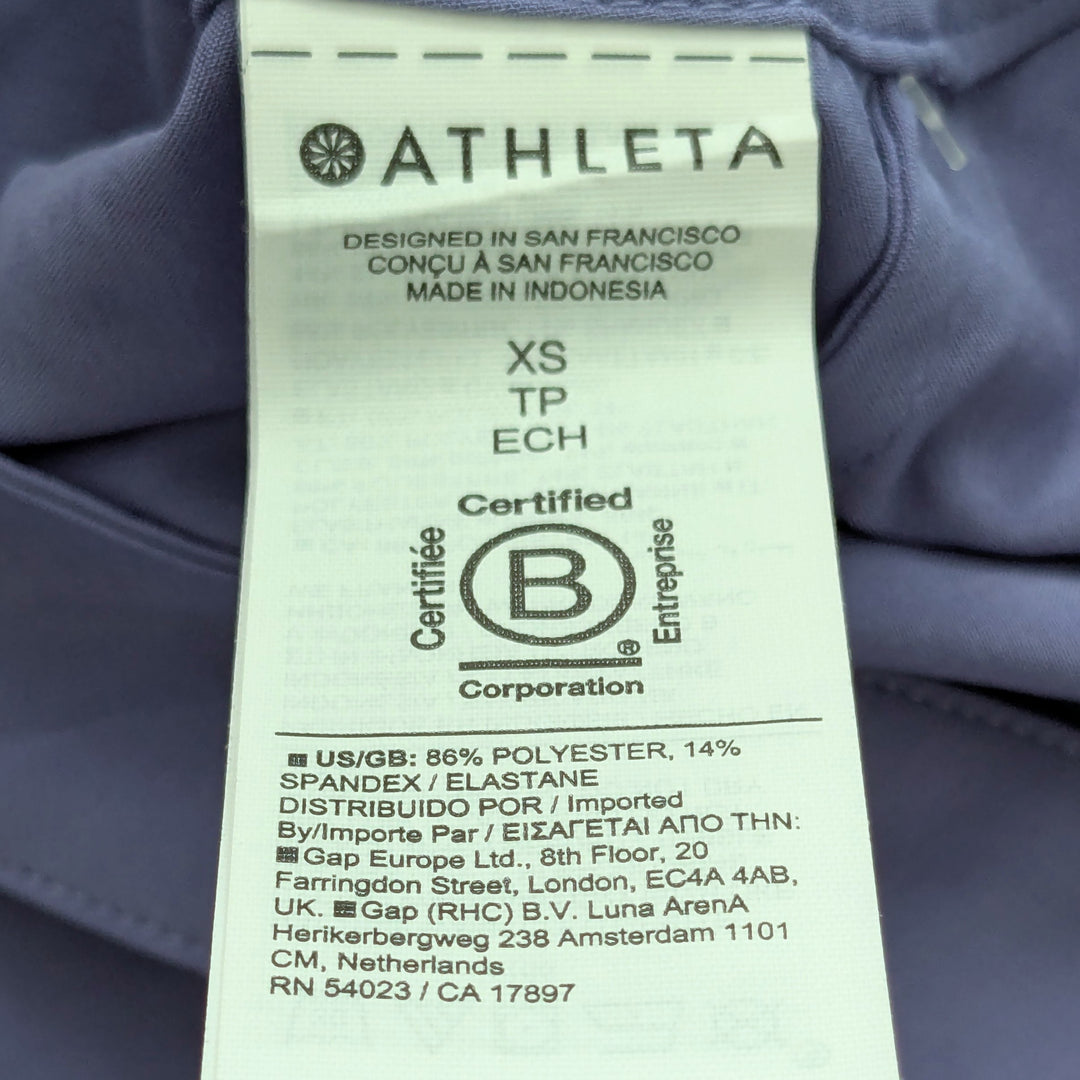 ATHLETA
DESIGNED IN SAN FRANCISCO
CONÇU À SAN FRANCISCO
MADE IN INDONESIA
XS
TP
ECH
Certified
Certifiée
B
Entreprise
®
Corporation
US/GB: 86% POLYESTER, 14%
SPANDEX / ELASTANE
DISTRIBUIDO POR / Imported
By/Importe Par / ΕΙΣΑΓΕΤΑΙ ΑΠΟ ΤΗΝ:
Gap Europe Ltd., 8th Floor, 20
Farringdon Street, London, EC4A 4AB,
UK. Gap (RHC) B.V. Luna ArenA
Herikerbergweg 238 Amsterdam 1101
CM, Netherlands
RN 54023 / CA 17897